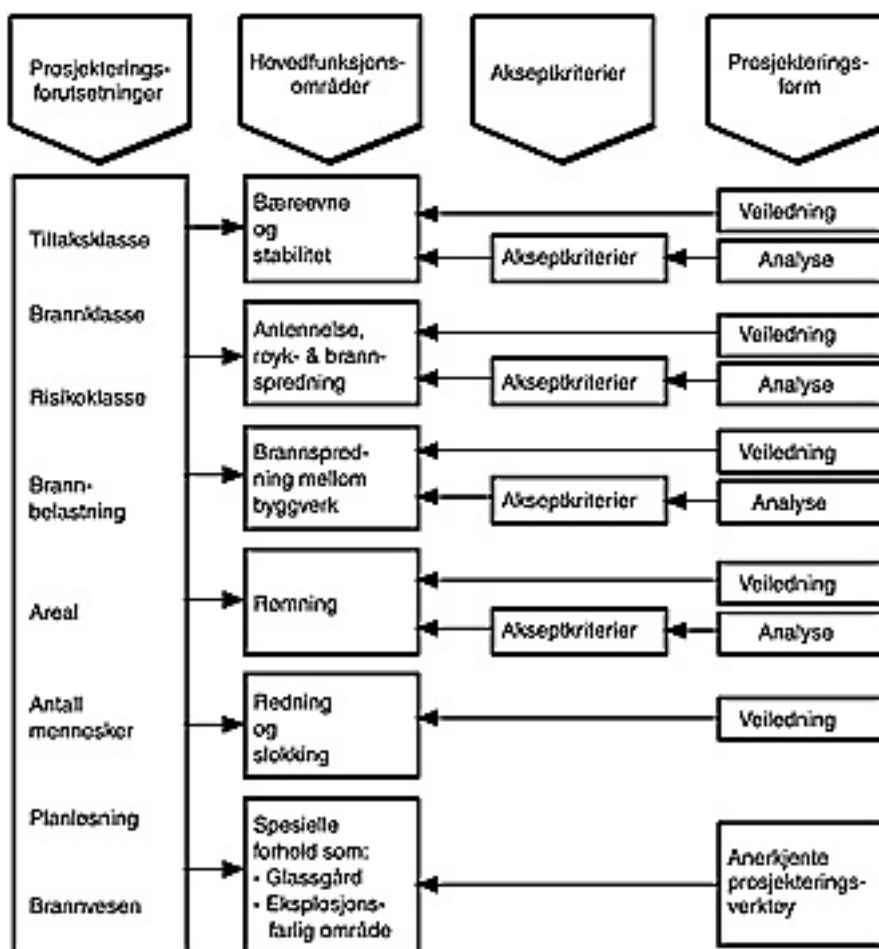 Prosjekterings-
forutsetninger
Hovedfunksjons-
områder
Akseptkriterier
Prosjekterings-
form
Tiltaksklasse
Brannklasse
Risikoklasse
Brann-
belastning
Areal
Antall
mennesker
Planløsning
Brannvesen
Bæreevne
og
stabilitet
Veiledning
Akseptkriterier
Analyse
Antennelse,
røyk- & brann-
spredning
Veiledning
Akseptkriterier
Analyse
Brannspred-
ning mellom
byggverk
Veiledning
Akseptkriterier
Analyse
Rømning
Veiledning
Akseptkriterier
Analyse
Redning
og
slokking
Veiledning
Spesielle
forhold som:
- Glassgård
- Eksplosjons-
farlig område
Anerkjente
prosjekterings-
verktøy